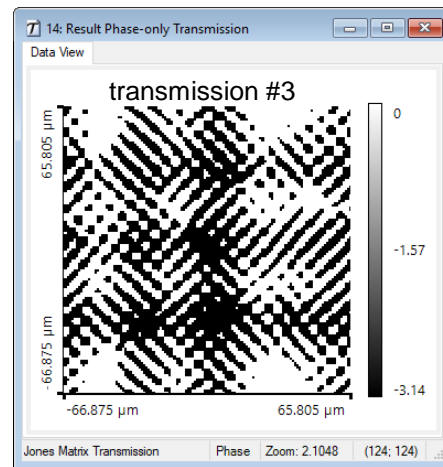 14: Result Phase-only Transmission
Data View
transmission #3
65.805 µm
-66.875 µm
-66.875 µm
65.805 µm
0
-1.57
-3.14
Jones Matrix Transmission
Phase
Zoom: 2.1048
(124; 124)